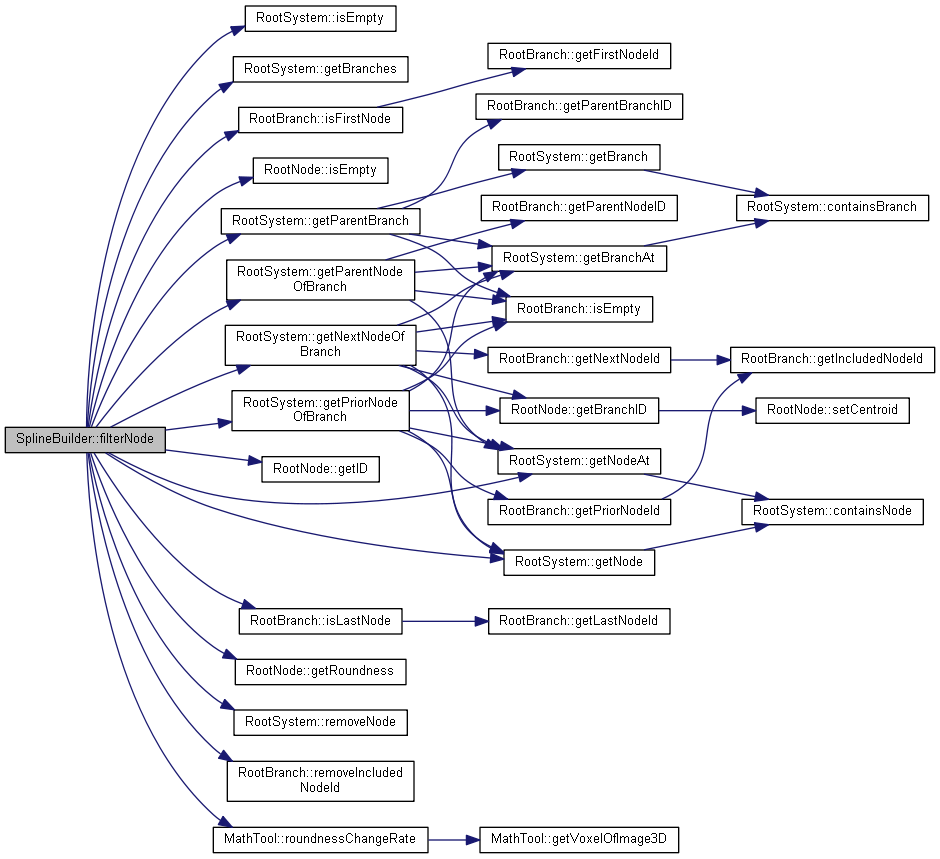 RootSystem::isEmpty
RootBranch::getFirstNodeId
RootSystem::getBranches
RootBranch::getParentBranchID
RootBranch::isFirstNode
RootSystem::getBranch
RootNode::isEmpty
RootBranch::getParentNodeID
RootSystem::containsBranch
RootSystem::getParentBranch
RootSystem::getBranchAt
RootSystem::getParentNode
OfBranch
RootBranch::isEmpty
RootSystem::getNextNodeOf
Branch
RootBranch::getNextNodeId
RootBranch::getIncludedNodeId
RootSystem::getPriorNode
OfBranch
RootNode::getBranchID
RootNode::setCentroid
SplineBuilder::filterNode
RootNode::getID
RootSystem::getNodeAt
RootBranch::getPriorNodeId
RootSystem::containsNode
RootSystem::getNode
RootBranch::isLastNode
RootBranch::getLastNodeId
RootNode::getRoundness
RootSystem::removeNode
RootBranch::removeIncluded
NodeId
MathTool::roundnessChangeRate
MathTool::getVoxelOfImage3D